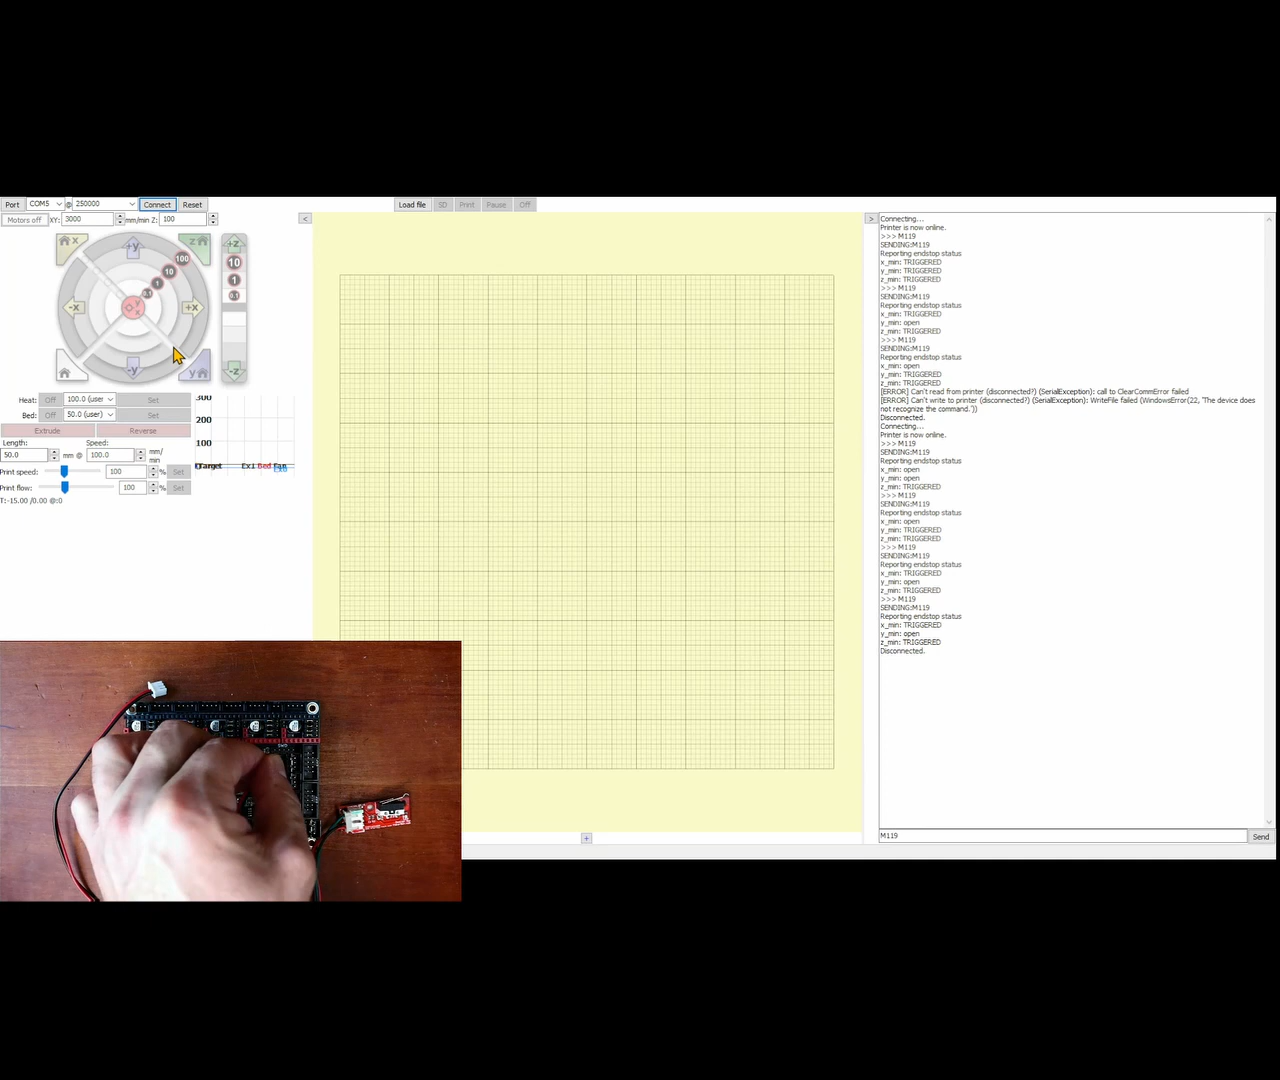 Port COM5 @ 250000 Connect Reset Load file SD Print Pause Off
Motors off XY: 3000 mm/min Z: 100
< >
x +y z +z
100
10
1
0.1
10
1
0.1
-x y x +x
-y y -z
Heat: Off 100.0 (user) Set
Bed: Off 50.0 (user) Set
Extrude Reverse
Length: Speed:
50.0 mm @ 100.0 mm/
min
Print speed: 100 % Set
Print flow: 100 % Set
T:-15.00 /0.00 @:0
300
200
100
Target Ex1 Bed Fan
Ex0
Connecting...
Printer is now online.
>>> M119
SENDING:M119
Reporting endstop status
x_min: TRIGGERED
y_min: TRIGGERED
z_min: TRIGGERED
>>> M119
SENDING:M119
Reporting endstop status
x_min: TRIGGERED
y_min: open
z_min: TRIGGERED
>>> M119
SENDING:M119
Reporting endstop status
x_min: open
y_min: TRIGGERED
z_min: TRIGGERED
[ERROR] Can't read from printer (disconnected?) (SerialException): call to ClearCommError failed
[ERROR] Can't write to printer (disconnected?) (SerialException): WriteFile failed (WindowsError(22, 'The device does
not recognize the command.'))
Disconnected.
Connecting...
Printer is now online.
>>> M119
SENDING:M119
Reporting endstop status
x_min: open
y_min: open
z_min: TRIGGERED
>>> M119
SENDING:M119
Reporting endstop status
x_min: open
y_min: TRIGGERED
z_min: TRIGGERED
>>> M119
SENDING:M119
Reporting endstop status
x_min: TRIGGERED
y_min: open
z_min: TRIGGERED
>>> M119
SENDING:M119
Reporting endstop status
x_min: TRIGGERED
y_min: open
z_min: TRIGGERED
Disconnected.
M119 Send
+
SWD